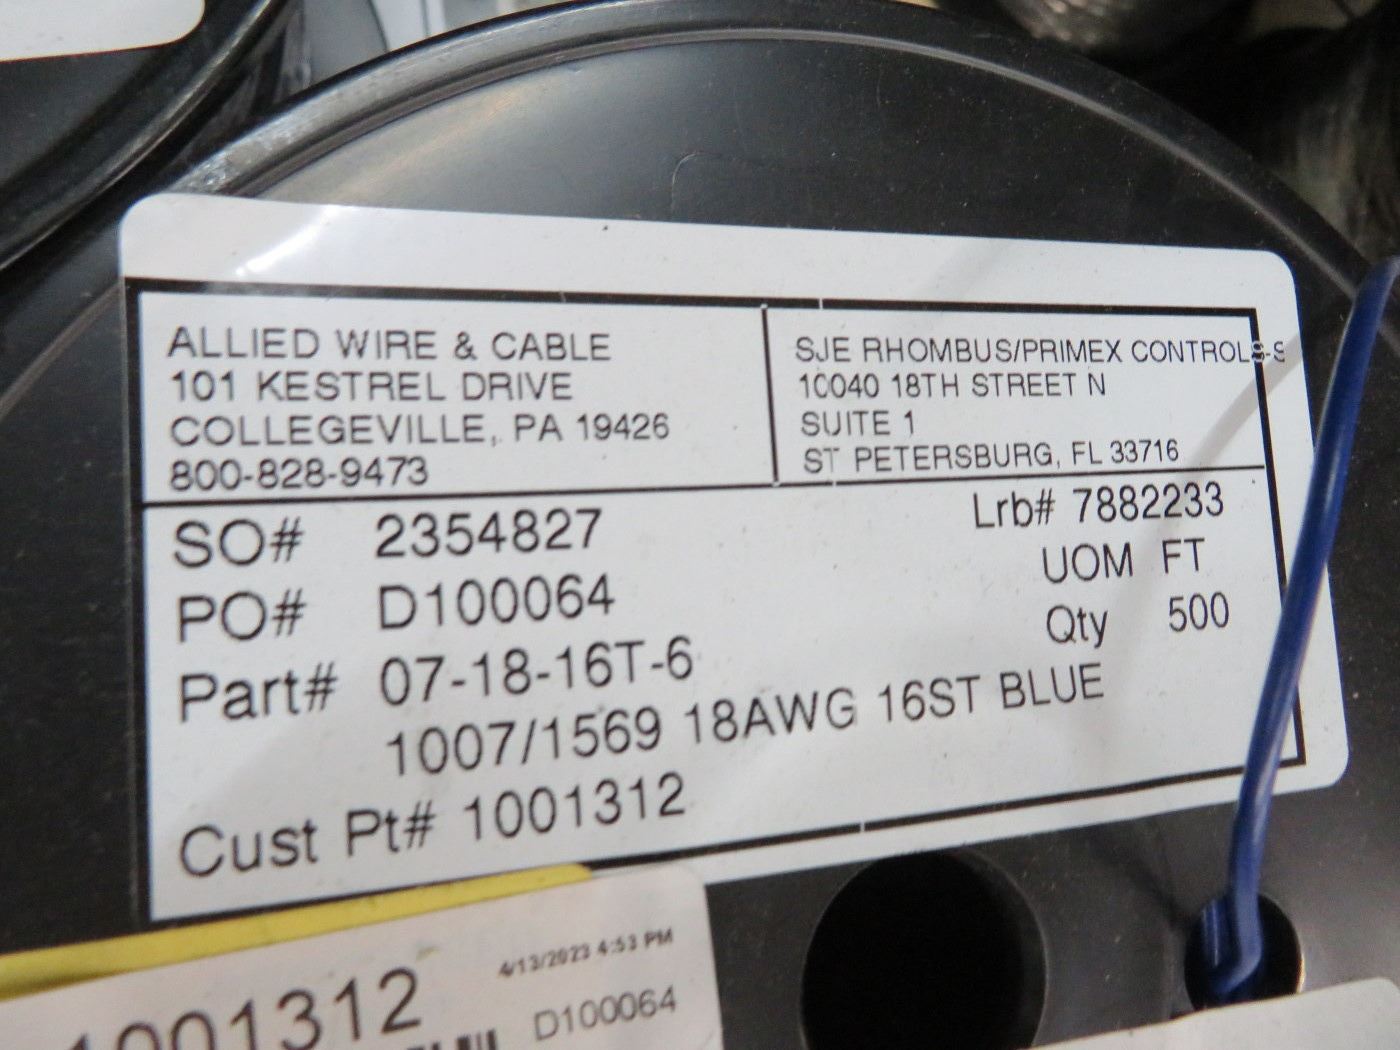 ALLIED WIRE & CABLE
101 KESTREL DRIVE
COLLEGEVILLE, PA 19426
800-828-9473
SJE RHOMBUS/PRIMEX CONTROLS-S
10040 18TH STREET N
SUITE 1
ST PETERSBURG, FL 33716
SO# 2354827
PO# D100064
Part# 07-18-16T-6
1007/1569 18AWG 16ST BLUE
Cust Pt# 1001312
Lrb# 7882233
UOM FT
Qty 500
4/13/2023 4:53 PM
1001312
D100064